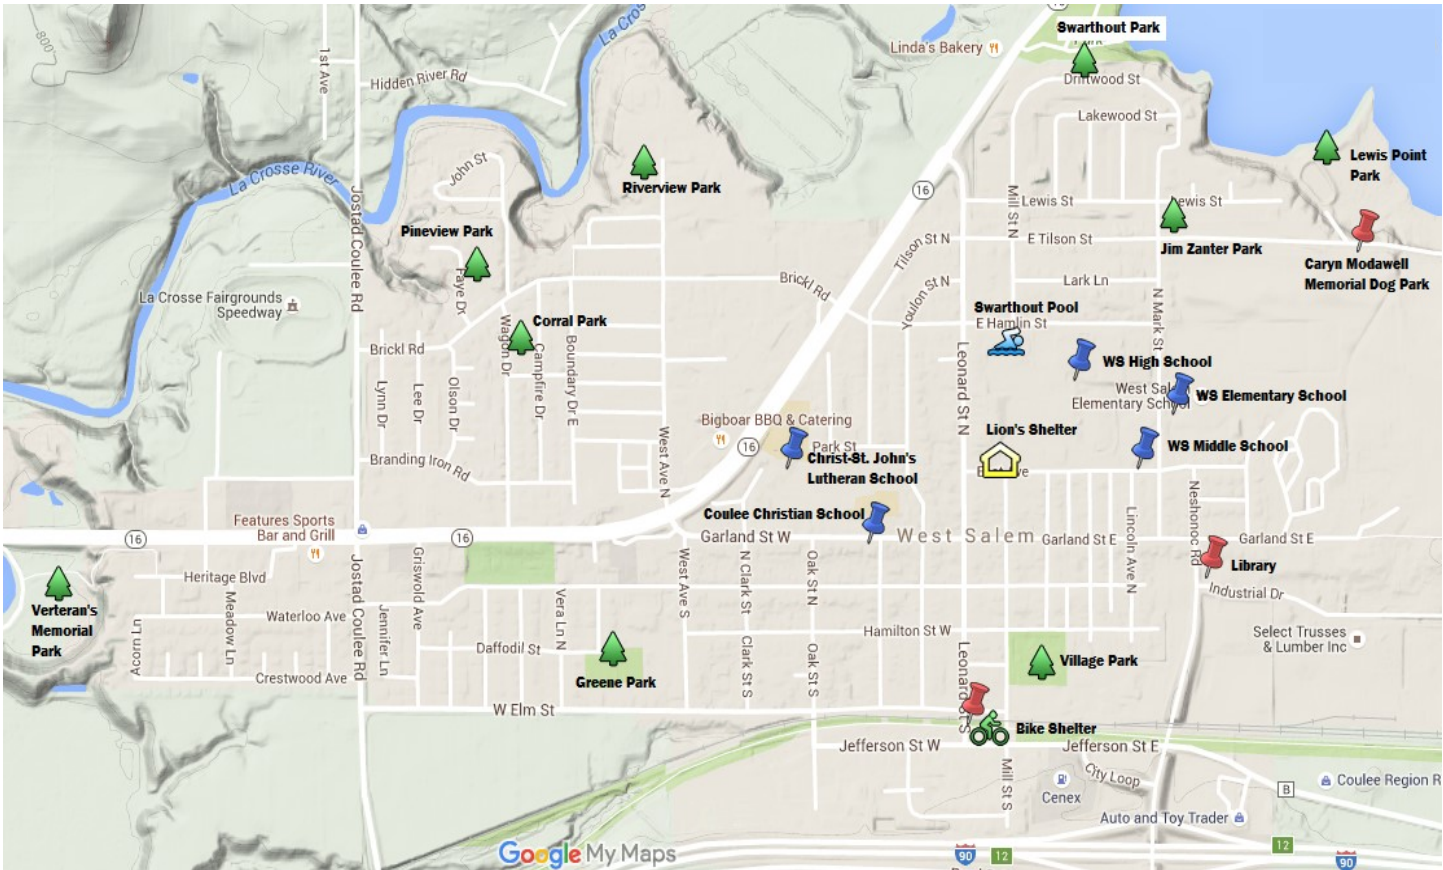 800
1st Ave
Hidden River Rd
La Cros
Linda's Bakery
Swarthout Park
Driftwood St
Lakewood St
16
La Crosse River
Jostad Coulee Rd
John St
Riverview Park
Lewis Point
Park
Mill St N
Lewis St
Lewis St
Pineview Park
Faye Dr
Tilson St N
E Tilson St
Jim Zanter Park
Caryn Modawell
Memorial Dog Park
La Crosse Fairgrounds
Speedway
Brickl Rd
Youlon St N
Lark Ln
N Mark St
Swarthout Pool
E Hamlin St
Corral Park
Wagon Dr
Campfire Dr
Boundary Dr E
Brickl Rd
Lynn Dr
Lee Dr
Olson Dr
Leonard St N
WS High School
West Sal
Elementary School
WS Elementary School
Bigboar BBQ & Catering
16
Park St
Christ-St. John's
Lutheran School
Lion's Shelter
WS Middle School
Branding Iron Rd
West Ave N
Features Sports
Bar and Grill
16
16
Coulee Christian School
Garland St W
West Salem
Garland St E
Lincoln Ave N
Neshonoc Rd
Garland St E
Library
Industrial Dr
Verteran's
Memorial
Park
Heritage Blvd
Waterloo Ave
Meadow Ln
Acorn Ln
Crestwood Ave
Jostad Coulee Rd
Jennifer Ln
Griswold Ave
Daffodil St
Vera Ln N
Greene Park
W Elm St
West Ave S
N Clark St
Clark St S
Oak St N
Oak St S
Hamilton St W
Leonard St S
Village Park
Select Trusses
& Lumber Inc
Bike Shelter
Jefferson St W
Jefferson St E
Mill St S
City Loop
Cenex
B
Coulee Region R
Auto and Toy Trader
Google My Maps
90
12
12
90